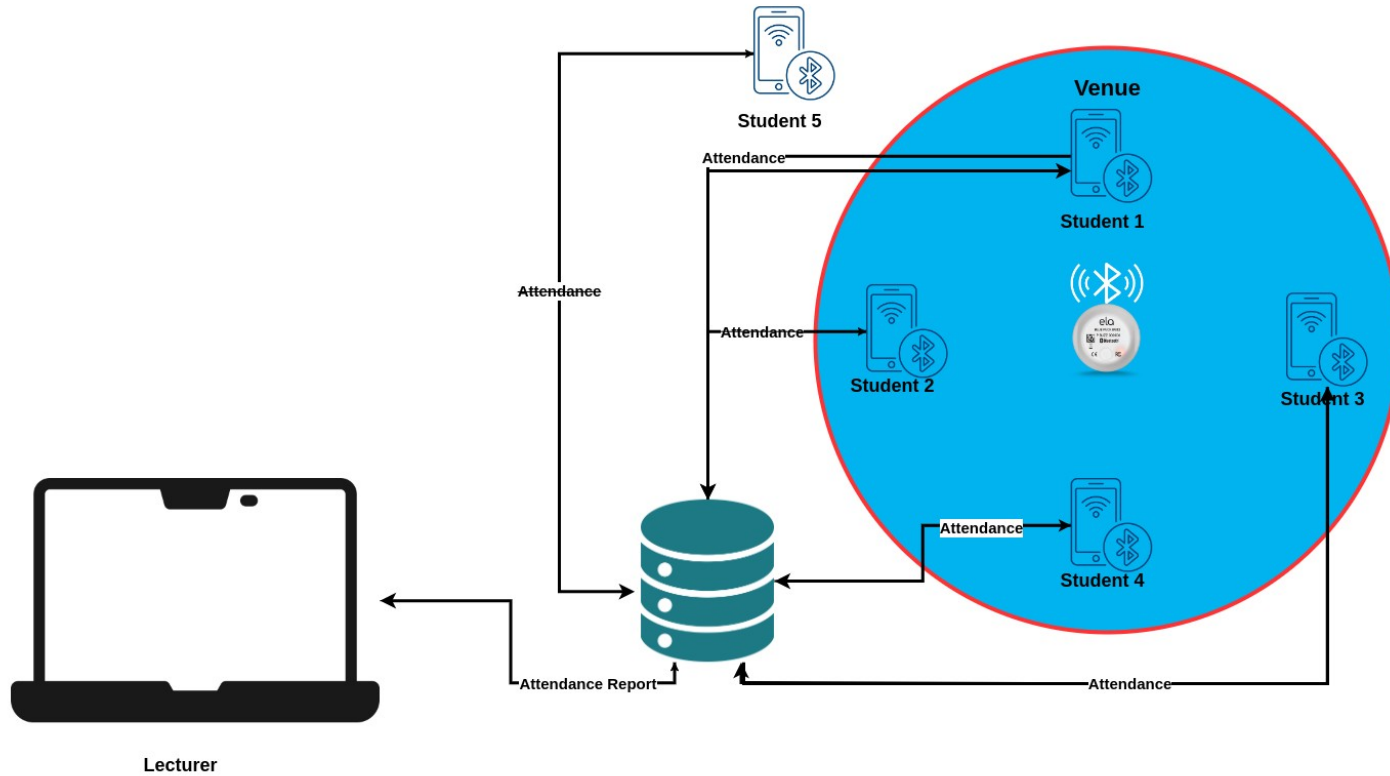 Student 5
Venue
Attendance
Student 1
Attendance
ela
Attendance
Student 2
Student 3
Attendance
Student 4
Attendance Report
Attendance
Lecturer